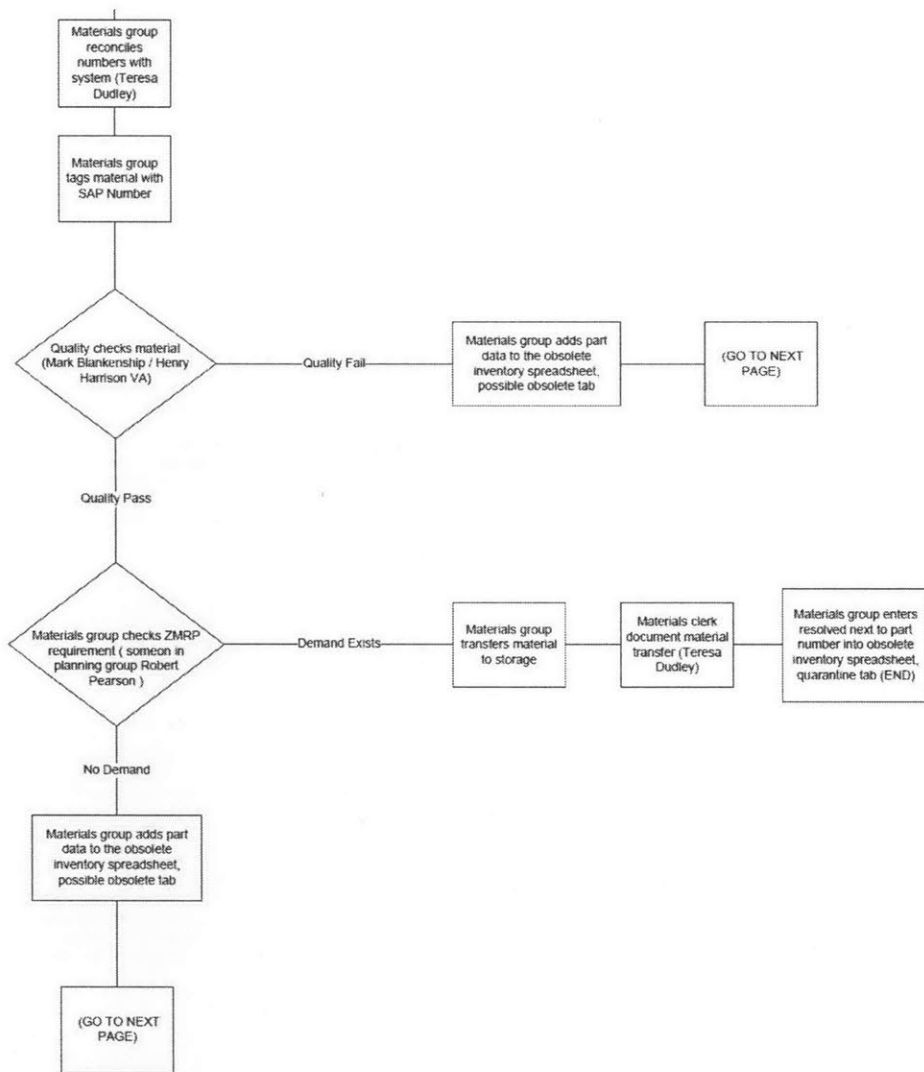 Materials group
reconciles
numbers with
system (Teresa
Dudley)
Materials group
tags material with
SAP Number
Quality checks material
(Mark Blankenship / Henry
Harrison VA)
Quality Fail
Materials group adds part
data to the obsolete
inventory spreadsheet,
possible obsolete tab
(GO TO NEXT
PAGE)
Quality Pass
Materials group checks ZMRP
requirement ( someon in
planning group Robert
Pearson )
Demand Exists
Materials group
transfers material
to storage
Materials clerk
document material
transfer (Teresa
Dudley)
Materials group enters
resolved next to part
number into obsolete
inventory spreadsheet,
quarantine tab (END)
No Demand
Materials group adds part
data to the obsolete
inventory spreadsheet,
possible obsolete tab
(GO TO NEXT
PAGE)